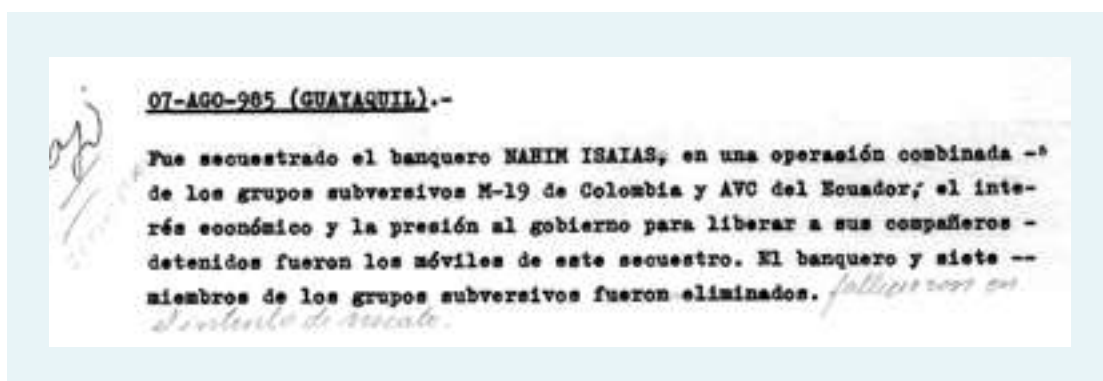 07-AGO-985 (GUAYAQUIL).-
Fue secuestrado el banquero NAHIM ISAIAS, en una operasión combinada -
de los grupos subversivos M-19 de Colombia y AVC del Ecuador; el inte-
rés económico y la presión al gobierno para liberar a sus compañeros -
detenidos fueron los móviles de este secuestro. El banquero y siete --
miembros de los grupos subversivos fueron eliminados. fallecieron en
el intento de rescate.